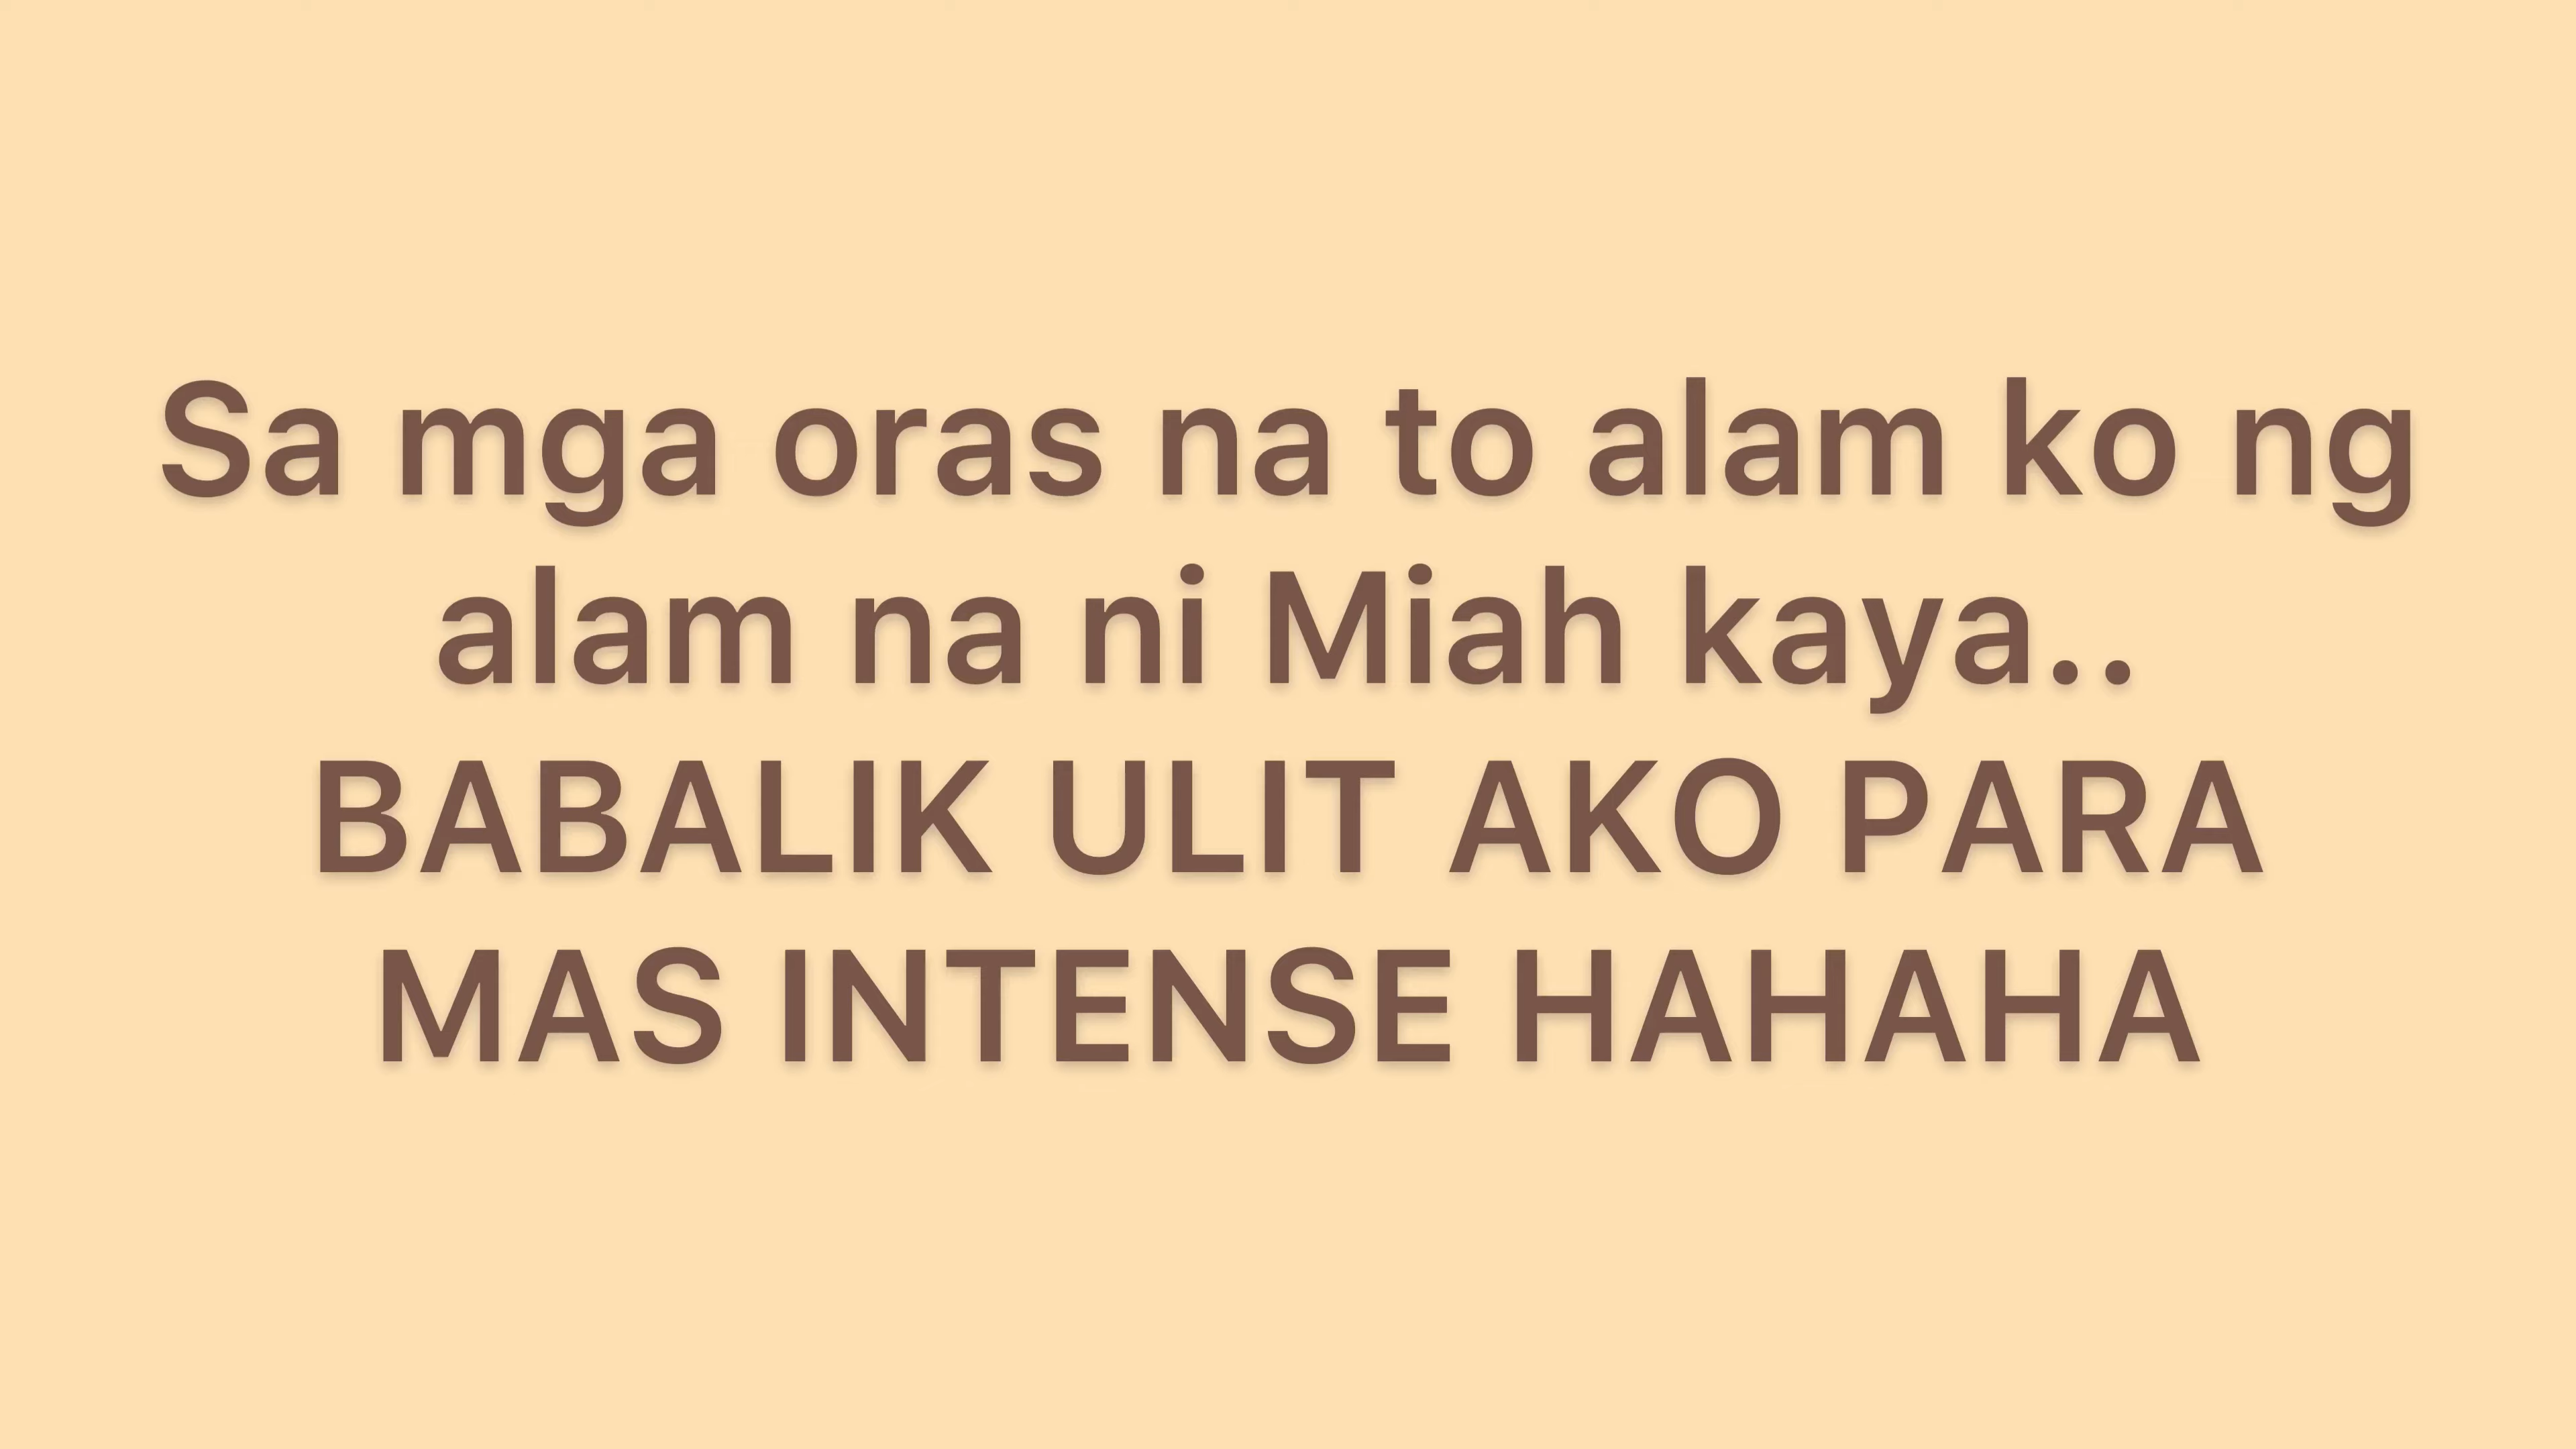 Sa mga oras na to alam ko ng
alam na ni Miah kaya..
BABALIK ULIT AKO PARA
MAS INTENSE HAHAHA